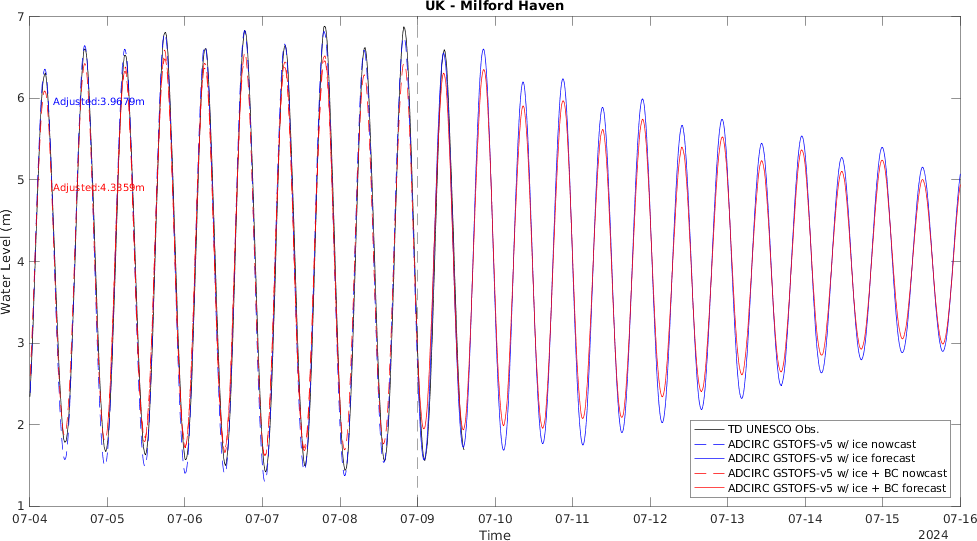 UK - Milford Haven
7
6
5
4
3
2
1
Water Level (m)
Adjusted:3.9679m
Adjusted:4.3359m
TD UNESCO Obs.
ADCIRC GSTOFS-v5 w/ ice nowcast
ADCIRC GSTOFS-v5 w/ ice forecast
ADCIRC GSTOFS-v5 w/ ice + BC nowcast
ADCIRC GSTOFS-v5 w/ ice + BC forecast
07-04 07-05 07-06 07-07 07-08 07-09 07-10 07-11 07-12 07-13 07-14 07-15 07-16
Time
2024